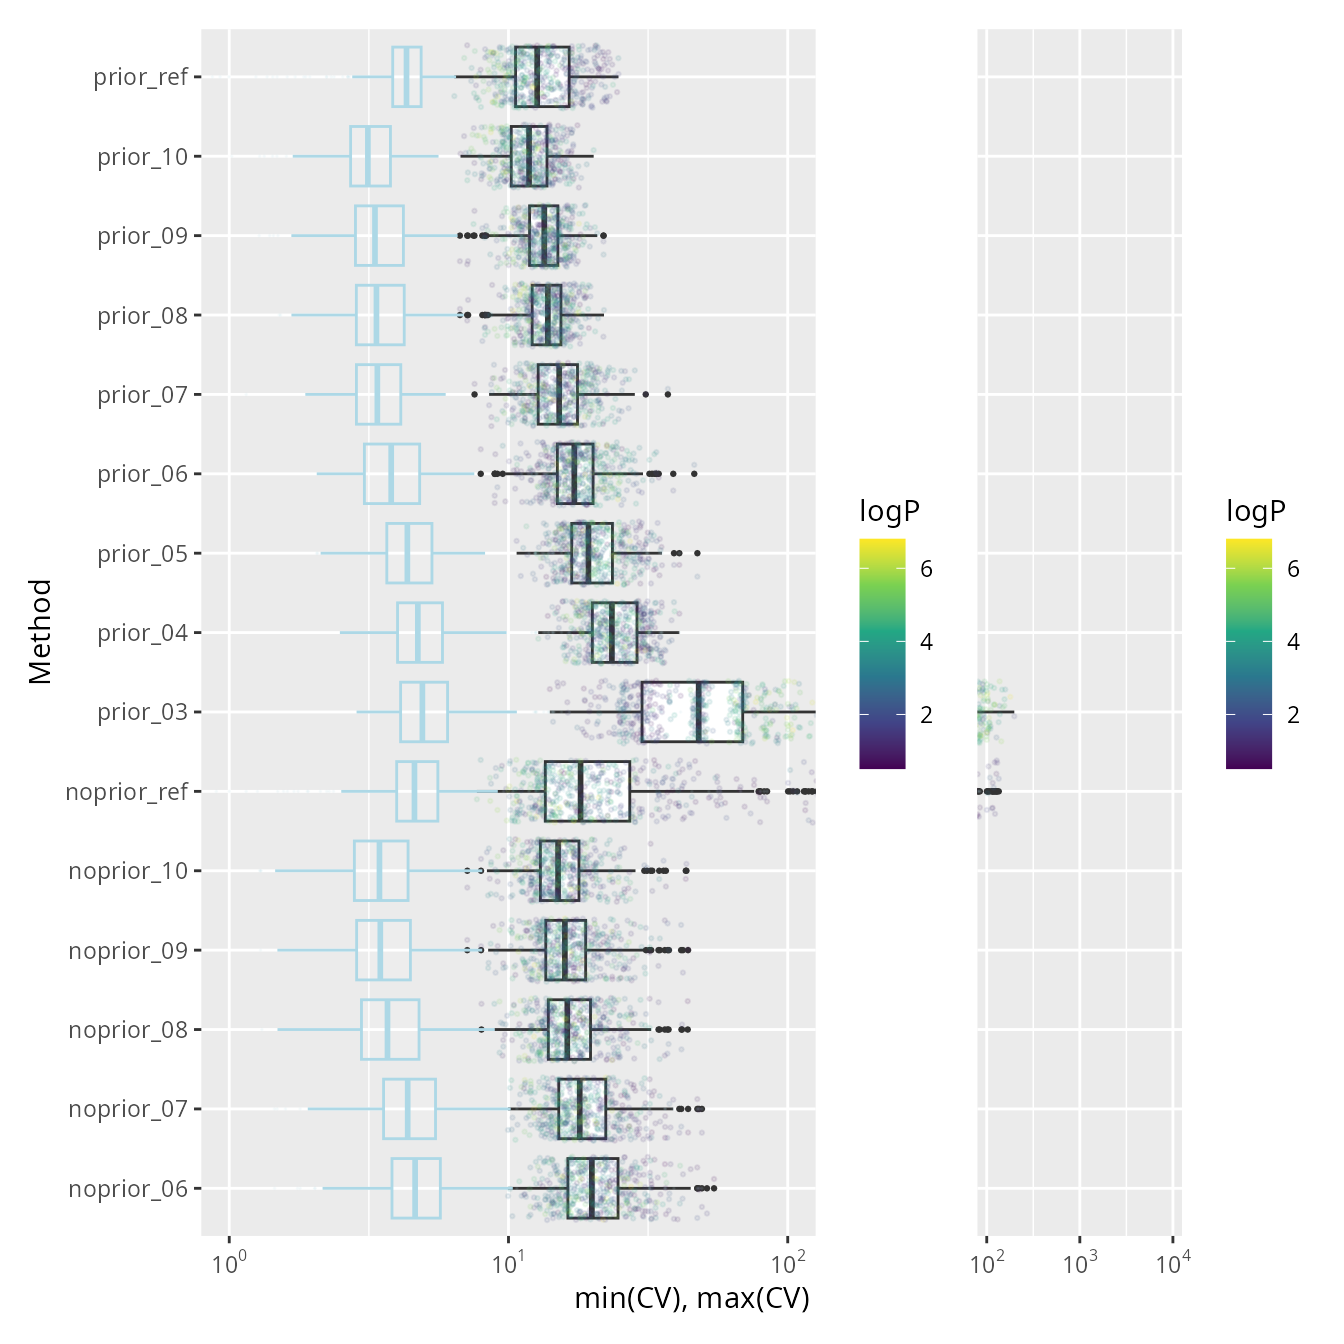 Method
prior_ref
prior_10
prior_09
prior_08
prior_07
prior_06
prior_05
prior_04
prior_03
noprior_ref
noprior_10
noprior_09
noprior_08
noprior_07
noprior_06
10⁰ 10¹ 10²
min(CV), max(CV)
logP
6
4
2
10² 10³ 10⁴
logP
6
4
2